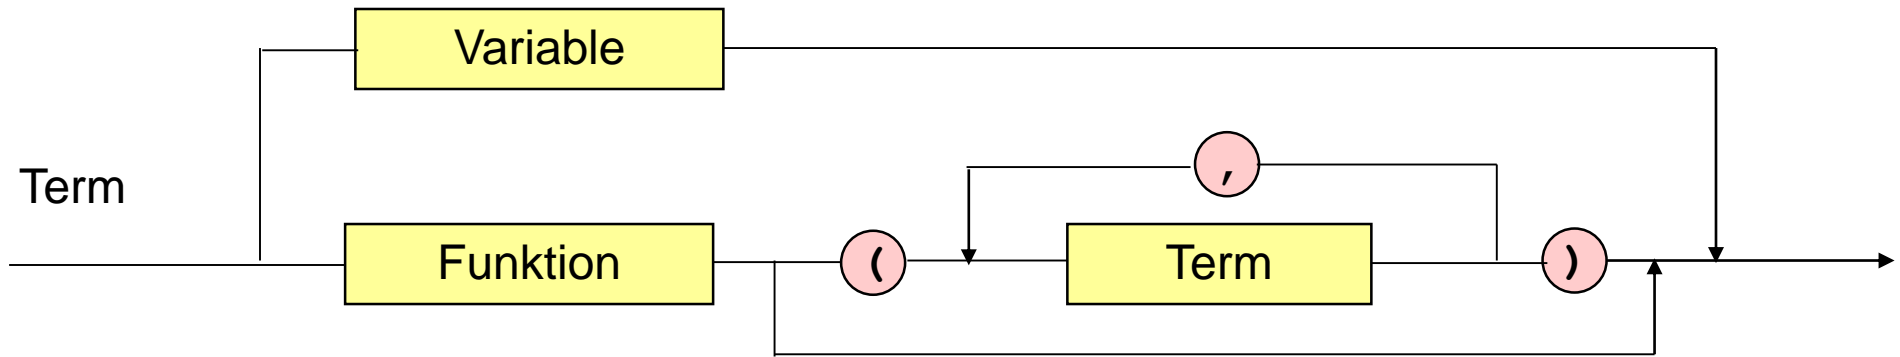 Variable
,
Term
Funktion
(
Term
)